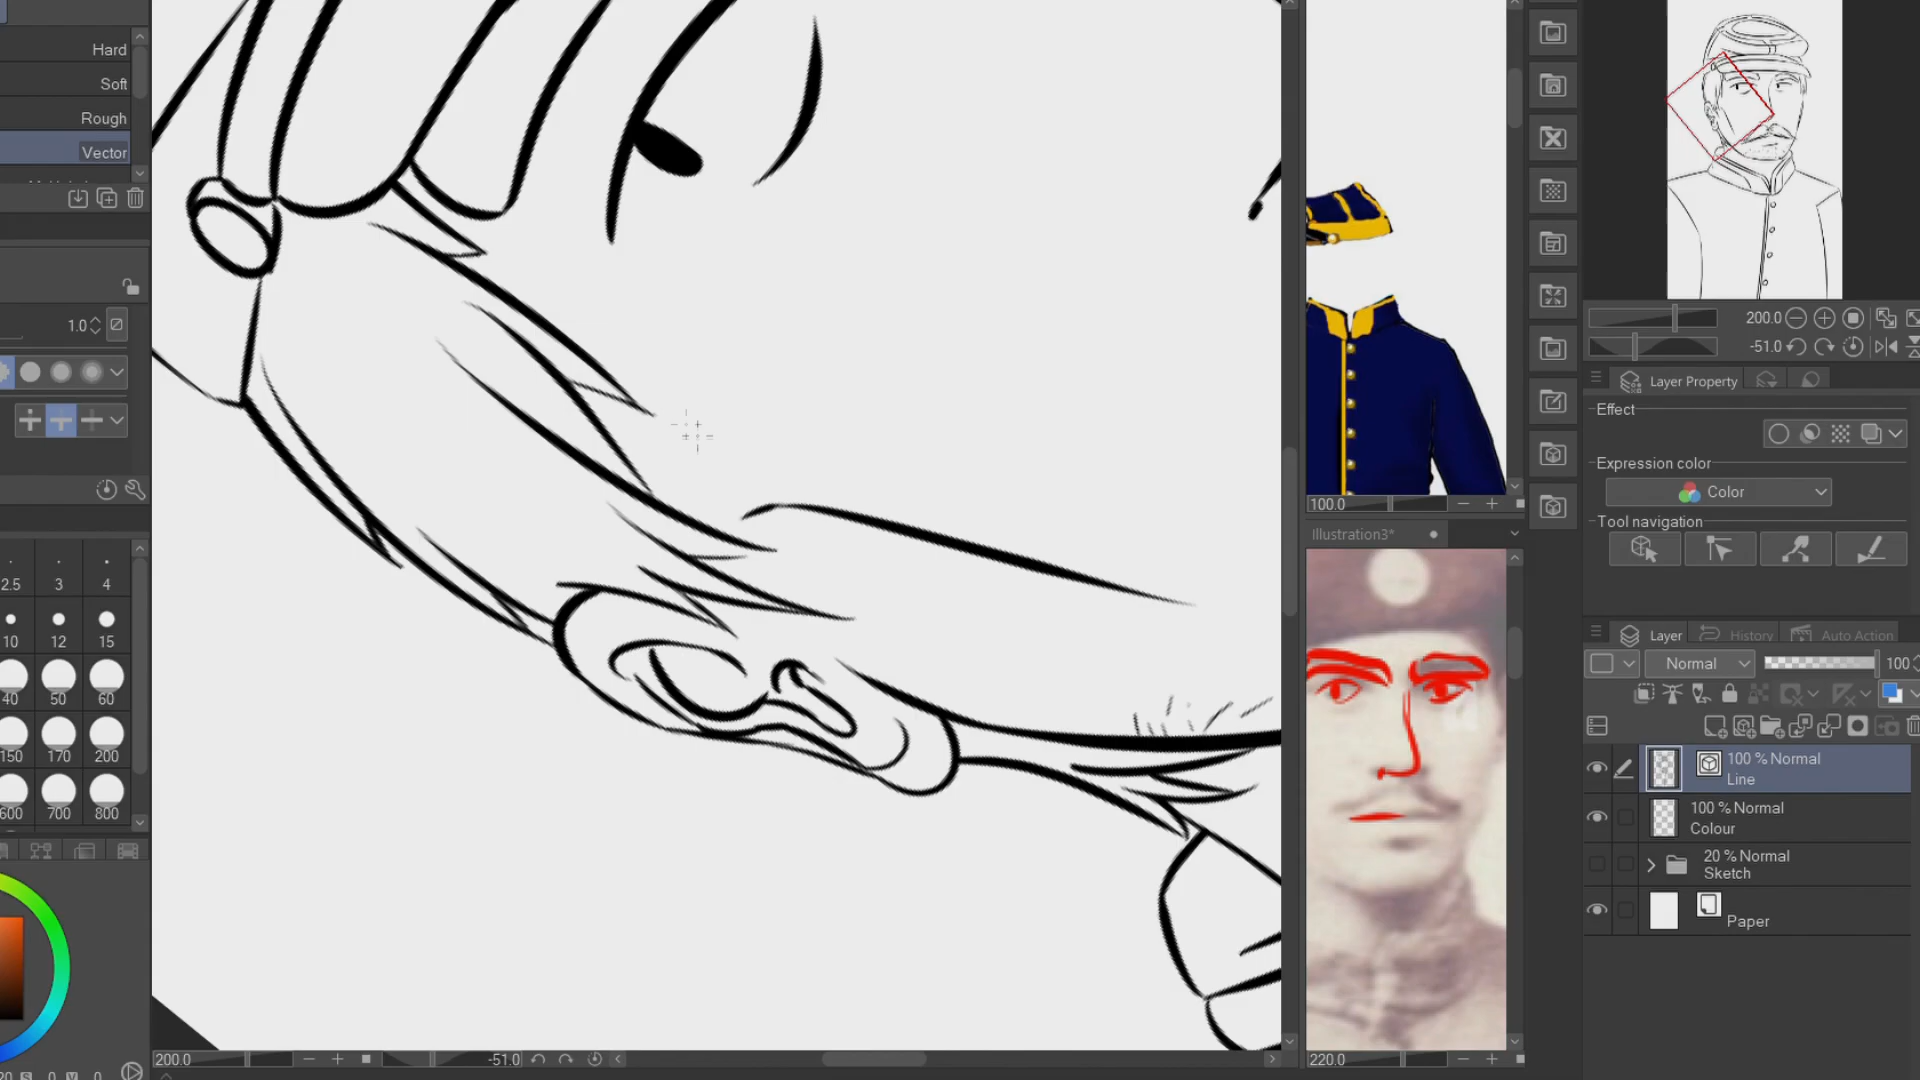 Hard
Soft
Rough
Vector
1.0
2.5 3 4
10 12 15
40 50 60
150 170 200
600 700 800
200.0 -51.0
100.0
Illustration3*
220.0
200.0
-51.0
Layer Property
Effect
Expression color
Color
Tool navigation
Layer History Auto Action
Normal 100
100 % Normal
Line
100 % Normal
Colour
20 % Normal
Sketch
Paper